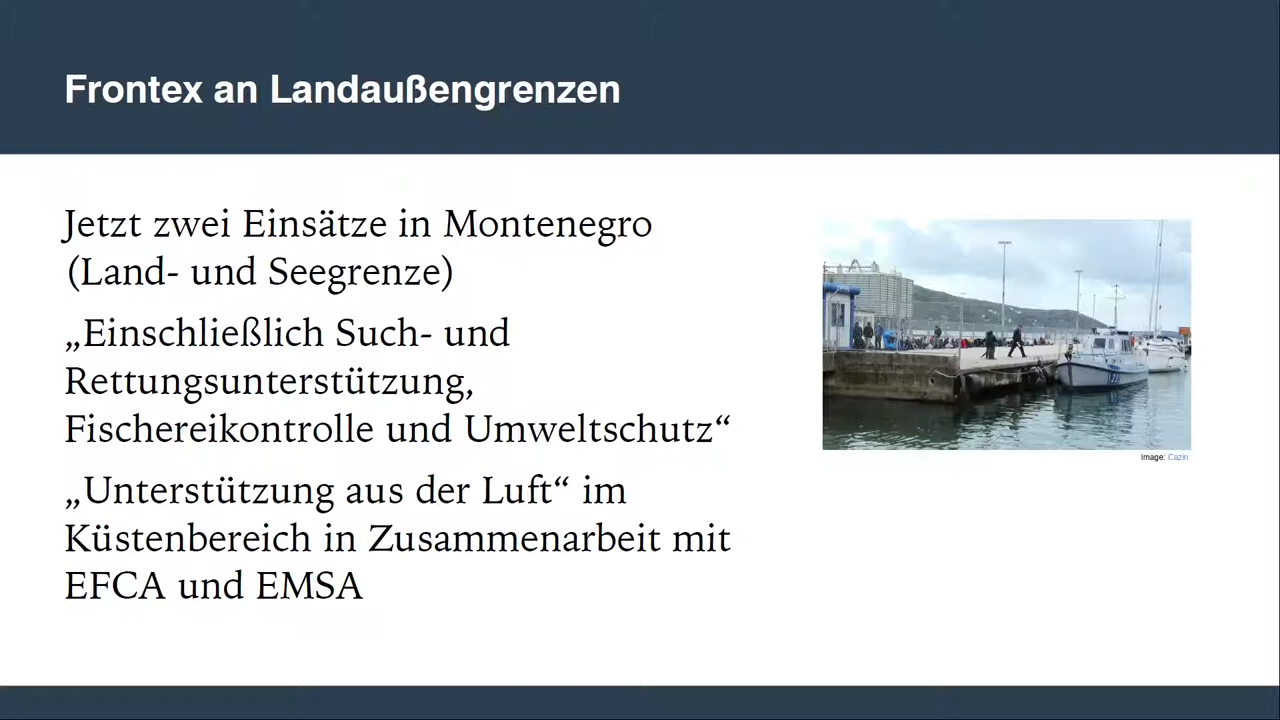 Frontex an Landaußengrenzen
Jetzt zwei Einsätze in Montenegro
(Land- und Seegrenze)
„Einschließlich Such- und
Rettungsunterstützung,
Fischereikontrolle und Umweltschutz“
„Unterstützung aus der Luft“ im
Küstenbereich in Zusammenarbeit mit
EFCA und EMSA
Image: Cazin